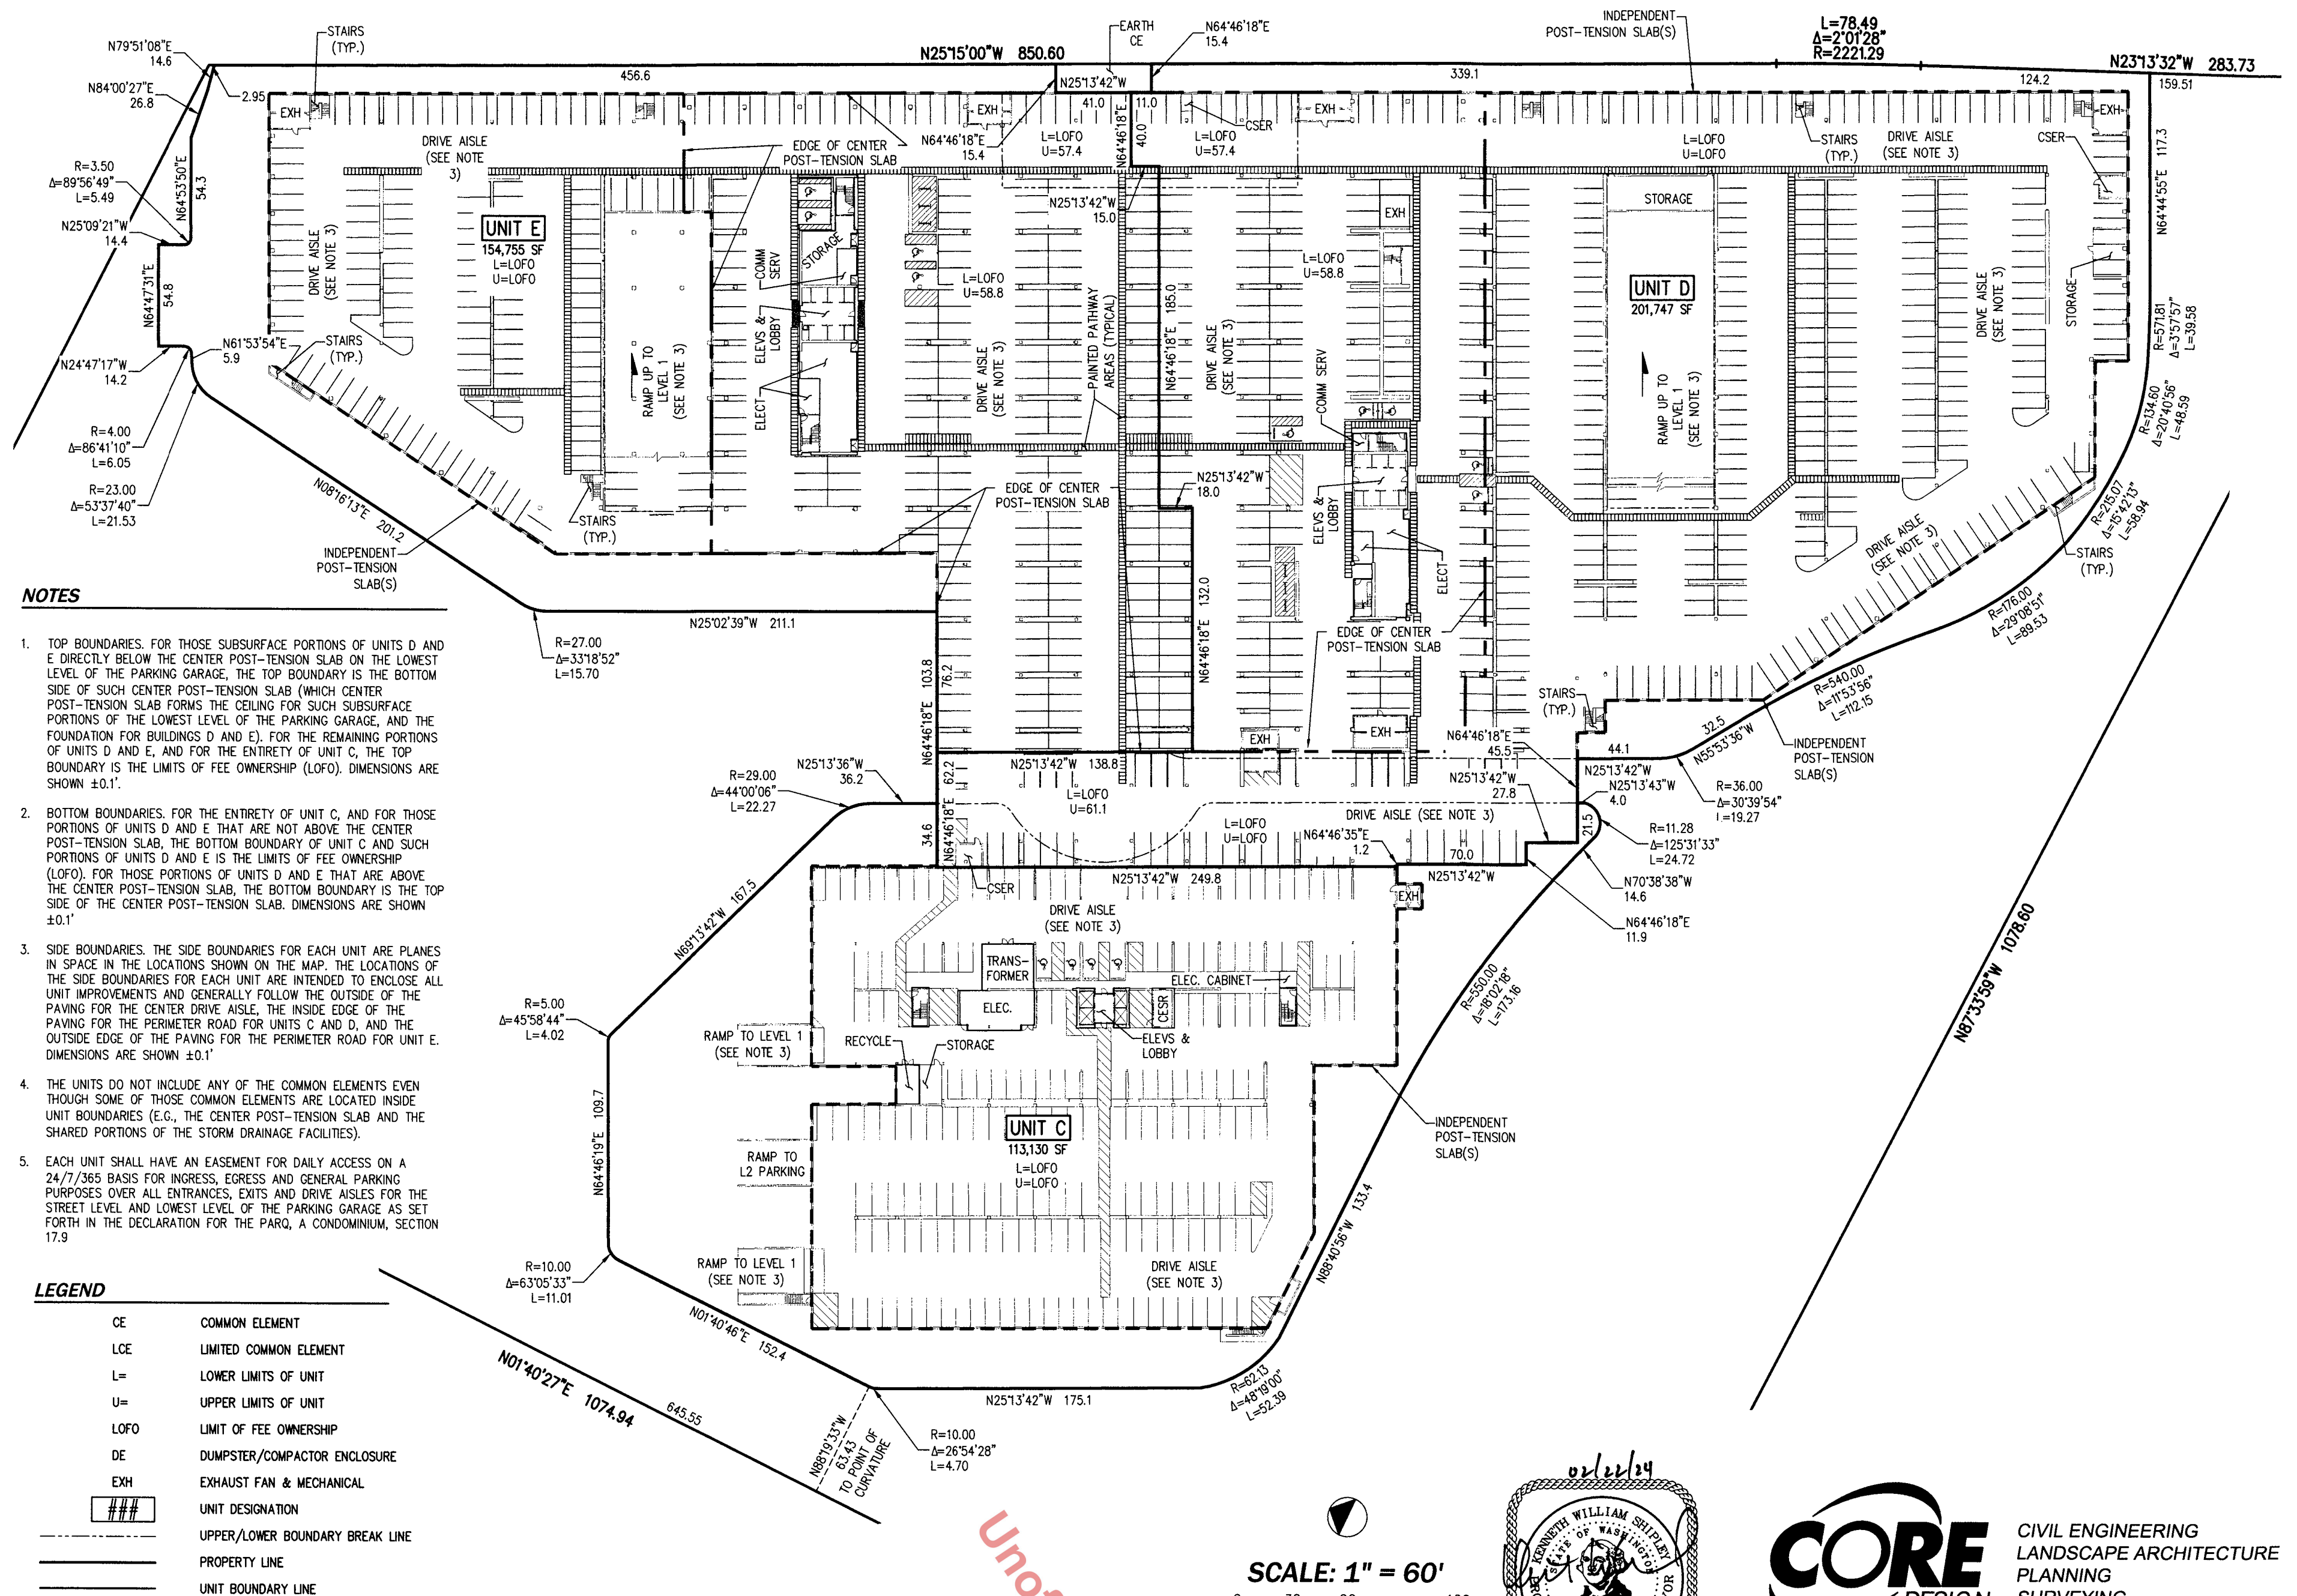 N79°51'08"E
14.6
STAIRS
(TYP.)
N25°15'00"W 850.60
EARTH
CE
N64°46'18"E
15.4
INDEPENDENT
POST-TENSION SLAB(S)
L=78.49
Δ=2°01'28"
R=2221.29
N23°13'32"W 283.73
456.6
N25°13'42"W
339.1
124.2
159.51
N84°00'27"E
26.8
2.95
EXH
41.0
11.0
EXH
CSER
EXH
EXH
DRIVE AISLE
(SEE NOTE
3)
EDGE OF CENTER
POST-TENSION SLAB
N64°46'18"E
15.4
L=LOFO
U=57.4
N64°46'18"E
40.0
L=LOFO
U=57.4
L=LOFO
U=LOFO
STAIRS
(TYP.)
DRIVE AISLE
(SEE NOTE 3)
CSER
N64°44'55"E 117.3
R=3.50
Δ=89°56'49"
L=5.49
N64°53'50"E
54.3
N25°09'21"W
14.4
UNIT E
154,755 SF
L=LOFO
U=LOFO
DRIVE AISLE
(SEE NOTE 3)
N25°13'42"W
15.0
EXH
STORAGE
STORAGE
COMM
SERV
L=LOFO
U=58.8
L=LOFO
U=58.8
COMM SERV
UNIT D
201,747 SF
DRIVE AISLE
(SEE NOTE 3)
STORAGE
N64°47'31"E
54.8
ELEVS &
LOBBY
PAINTED PATHWAY
AREAS (TYPICAL)
N64°46'18"E 185.0
DRIVE AISLE
(SEE NOTE 3)
R=571.81
Δ=3°57'57"
L=39.58
N61°53'54"E
5.9
STAIRS
(TYP.)
N24°47'17"W
14.2
RAMP UP TO
LEVEL 1
(SEE NOTE 3)
ELECT
DRIVE AISLE
(SEE NOTE 3)
RAMP UP TO
LEVEL 1
(SEE NOTE 3)
R=134.60
Δ=20°40'56"
L=48.59
R=4.00
Δ=86°41'10"
L=6.05
R=23.00
Δ=53°37'40"
L=21.53
N08°16'13"E 201.2
STAIRS
(TYP.)
EDGE OF CENTER
POST-TENSION SLAB
N25°13'42"W
18.0
ELEVS &
LOBBY
ELECT
DRIVE AISLE
(SEE NOTE 3)
R=215.07
Δ=15°42'13"
L=58.94
STAIRS
(TYP.)
INDEPENDENT
POST-TENSION
SLAB(S)
N25°02'39"W 211.1
R=27.00
Δ=33°18'52"
L=15.70
N64°46'18"E 132.0
EDGE OF CENTER
POST-TENSION SLAB
R=176.00
Δ=29°08'51"
L=89.53
R=540.00
Δ=11°53'56"
L=112.15
32.5
N55°53'36"W
N64°46'18"E 103.8
76.2
STAIRS
(TYP.)
EXH
EXH
N64°46'18"E
45.5
44.1
INDEPENDENT
POST-TENSION
SLAB(S)
R=29.00
Δ=44°00'06"
L=22.27
N25°13'36"W
36.2
N25°13'42"W 138.8
N64°46'18"E 62.2
34.6
L=LOFO
U=61.1
N25°13'42"W
27.8
N25°13'42"W
N25°13'43"W
4.0
R=36.00
Δ=30°39'54"
L=19.27
L=LOFO
U=LOFO
DRIVE AISLE (SEE NOTE 3)
N64°46'35"E
1.2
21.5
R=11.28
Δ=125°31'33"
L=24.72
70.0
N25°13'42"W
N25°13'42"W 249.8
CSER
EXH
N70°38'38"W
14.6
N64°46'18"E
11.9
N69°13'42"W 167.5
DRIVE AISLE
(SEE NOTE 3)
TRANS-
FORMER
ELEC. CABINET
ELEC.
CESR
R=550.00
Δ=18°02'18"
L=173.16
N87°33'59"W 1078.60
R=5.00
Δ=45°58'44"
L=4.02
RAMP TO LEVEL 1
(SEE NOTE 3)
RECYCLE
STORAGE
ELEVS &
LOBBY
N64°46'19"E 109.7
UNIT C
113,130 SF
L=LOFO
U=LOFO
INDEPENDENT
POST-TENSION
SLAB(S)
RAMP TO
L2 PARKING
RAMP TO LEVEL 1
(SEE NOTE 3)
DRIVE AISLE
(SEE NOTE 3)
N88°40'56"W 133.4
R=10.00
Δ=63°05'33"
L=11.01
N01°40'46"E 152.4
N25°13'42"W 175.1
R=62.13
Δ=48°19'00"
L=52.39
N01°40'27"E 1074.94
645.55
N88°19'33"W
63.43
TO POINT OF
CURVATURE
R=10.00
Δ=26°54'28"
L=4.70
NOTES
1. TOP BOUNDARIES. FOR THOSE SUBSURFACE PORTIONS OF UNITS D AND
E DIRECTLY BELOW THE CENTER POST-TENSION SLAB ON THE LOWEST
LEVEL OF THE PARKING GARAGE, THE TOP BOUNDARY IS THE BOTTOM
SIDE OF SUCH CENTER POST-TENSION SLAB (WHICH CENTER
POST-TENSION SLAB FORMS THE CEILING FOR SUCH SUBSURFACE
PORTIONS OF THE LOWEST LEVEL OF THE PARKING GARAGE, AND THE
FOUNDATION FOR BUILDINGS D AND E). FOR THE REMAINING PORTIONS
OF UNITS D AND E, AND FOR THE ENTIRETY OF UNIT C, THE TOP
BOUNDARY IS THE LIMITS OF FEE OWNERSHIP (LOFO). DIMENSIONS ARE
SHOWN ±0.1'.
2. BOTTOM BOUNDARIES. FOR THE ENTIRETY OF UNIT C, AND FOR THOSE
PORTIONS OF UNITS D AND E THAT ARE NOT ABOVE THE CENTER
POST-TENSION SLAB, THE BOTTOM BOUNDARY OF UNIT C AND SUCH
PORTIONS OF UNITS D AND E IS THE LIMITS OF FEE OWNERSHIP
(LOFO). FOR THOSE PORTIONS OF UNITS D AND E THAT ARE ABOVE
THE CENTER POST-TENSION SLAB, THE BOTTOM BOUNDARY IS THE TOP
SIDE OF THE CENTER POST-TENSION SLAB. DIMENSIONS ARE SHOWN
±0.1'
3. SIDE BOUNDARIES. THE SIDE BOUNDARIES FOR EACH UNIT ARE PLANES
IN SPACE IN THE LOCATIONS SHOWN ON THE MAP. THE LOCATIONS OF
THE SIDE BOUNDARIES FOR EACH UNIT ARE INTENDED TO ENCLOSE ALL
UNIT IMPROVEMENTS AND GENERALLY FOLLOW THE OUTSIDE OF THE
PAVING FOR THE CENTER DRIVE AISLE, THE INSIDE EDGE OF THE
PAVING FOR THE PERIMETER ROAD FOR UNITS C AND D, AND THE
OUTSIDE EDGE OF THE PAVING FOR THE PERIMETER ROAD FOR UNIT E.
DIMENSIONS ARE SHOWN ±0.1'
4. THE UNITS DO NOT INCLUDE ANY OF THE COMMON ELEMENTS EVEN
THOUGH SOME OF THOSE COMMON ELEMENTS ARE LOCATED INSIDE
UNIT BOUNDARIES (E.G., THE CENTER POST-TENSION SLAB AND THE
SHARED PORTIONS OF THE STORM DRAINAGE FACILITIES).
5. EACH UNIT SHALL HAVE AN EASEMENT FOR DAILY ACCESS ON A
24/7/365 BASIS FOR INGRESS, EGRESS AND GENERAL PARKING
PURPOSES OVER ALL ENTRANCES, EXITS AND DRIVE AISLES FOR THE
STREET LEVEL AND LOWEST LEVEL OF THE PARKING GARAGE AS SET
FORTH IN THE DECLARATION FOR THE PARQ, A CONDOMINIUM, SECTION
17.9
LEGEND
CE COMMON ELEMENT
LCE LIMITED COMMON ELEMENT
L= LOWER LIMITS OF UNIT
U= UPPER LIMITS OF UNIT
LOFO LIMIT OF FEE OWNERSHIP
DE DUMPSTER/COMPACTOR ENCLOSURE
EXH EXHAUST FAN & MECHANICAL
### UNIT DESIGNATION
UPPER/LOWER BOUNDARY BREAK LINE
PROPERTY LINE
UNIT BOUNDARY LINE
Unof
SCALE: 1" = 60'
02/22/24
KENNETH WILLIAM SHIPLEY
STATE OF WASHINGTON
CORE
DESIGN
CIVIL ENGINEERING
LANDSCAPE ARCHITECTURE
PLANNING
SURVEYING